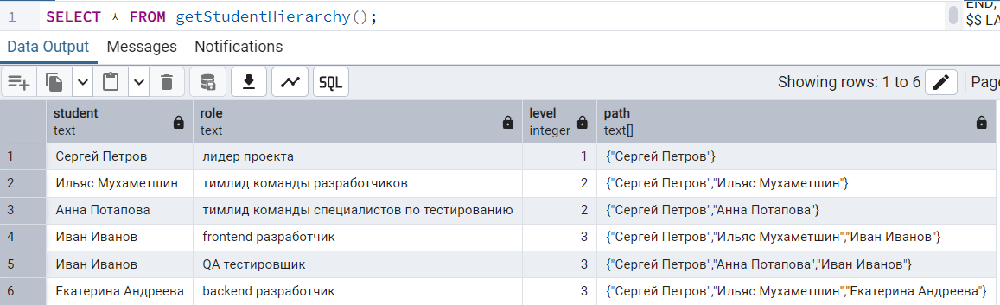 1 SELECT * FROM getStudentHierarchy();
END,
$$ LA
Data Output Messages Notifications
SQL
Showing rows: 1 to 6
Page
student role level path
text text integer text[]
1 Сергей Петров лидер проекта 1 {"Сергей Петров"}
2 Ильяс Мухаметшин тимлид команды разработчиков 2 {"Сергей Петров","Ильяс Мухаметшин"}
3 Анна Потапова тимлид команды специалистов по тестированию 2 {"Сергей Петров","Анна Потапова"}
4 Иван Иванов frontend разработчик 3 {"Сергей Петров","Ильяс Мухаметшин","Иван Иванов"}
5 Иван Иванов QA тестировщик 3 {"Сергей Петров","Анна Потапова","Иван Иванов"}
6 Екатерина Андреева backend разработчик 3 {"Сергей Петров","Ильяс Мухаметшин","Екатерина Андреева"}